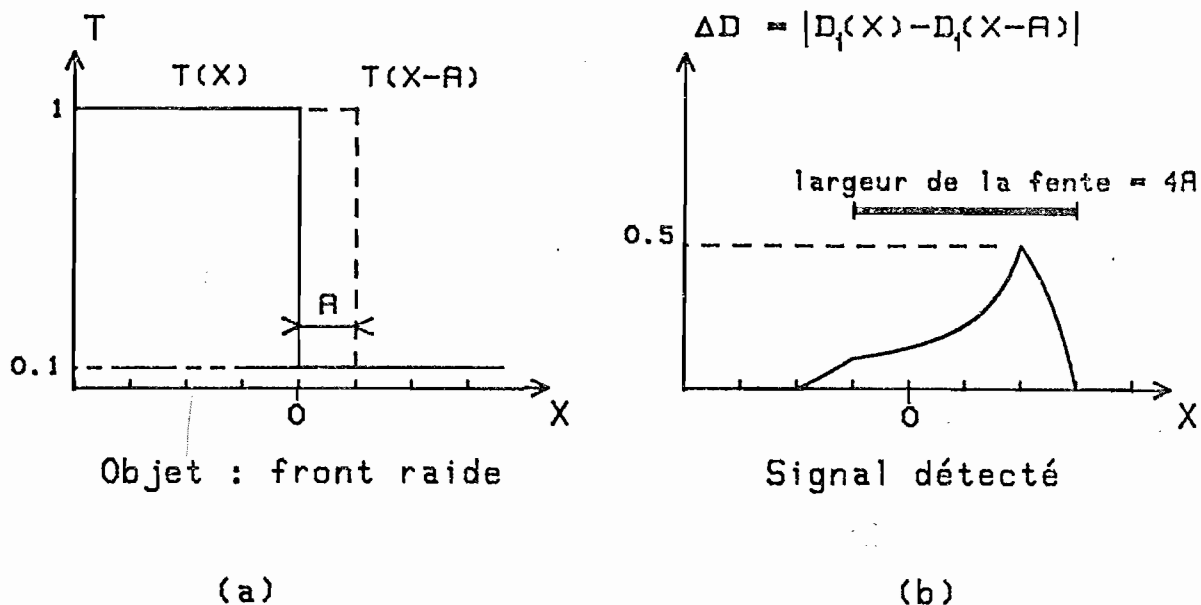 T
T(X)
T(X-A)
1
A
0.1
0
X
Objet : front raide
(a)
ΔD = |D₁(X)-D₁(X-A)|
largeur de la fente = 4A
0.5
0
X
Signal détecté
(b)